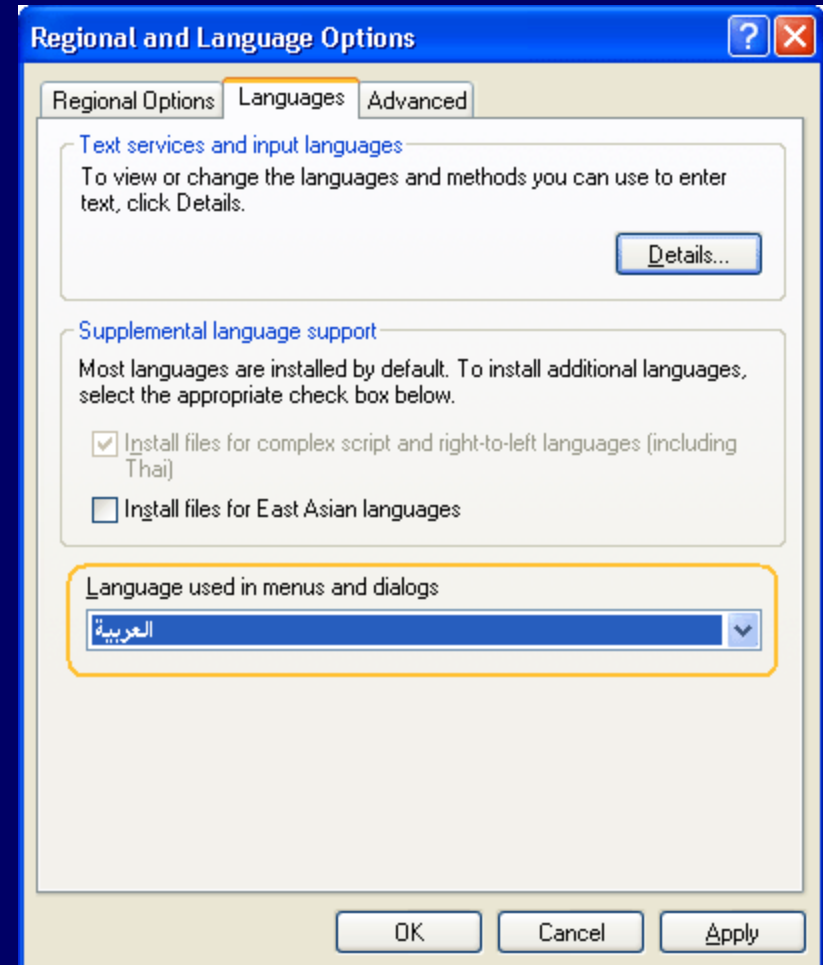 Regional and Language Options
Regional Options Languages Advanced
Text services and input languages
To view or change the languages and methods you can use to enter
text, click Details.
Details...
Supplemental language support
Most languages are installed by default. To install additional languages,
select the appropriate check box below.
Install files for complex script and right-to-left languages (including
Thai)
Install files for East Asian languages
Language used in menus and dialogs
العربية
OK Cancel Apply